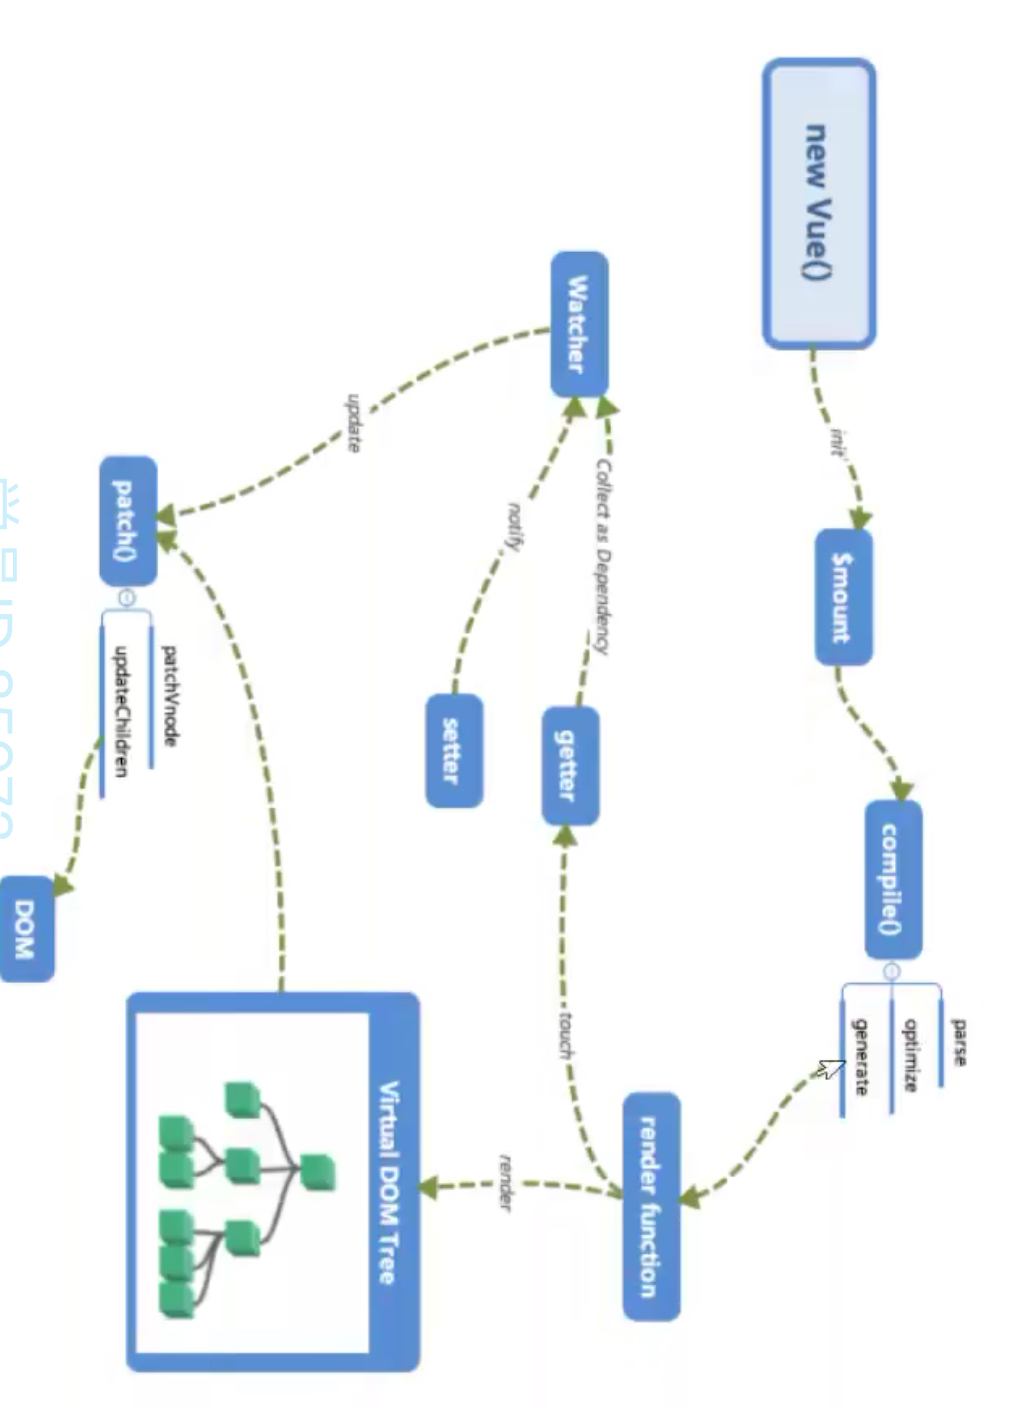 parse
optimize
compile()
generate
new Vue()
init
$mount
render function
Collect as Dependency
Watcher
getter
touch
notify
render
setter
Virtual DOM Tree
update
patchVnode
patch()
updateChildren
DOM